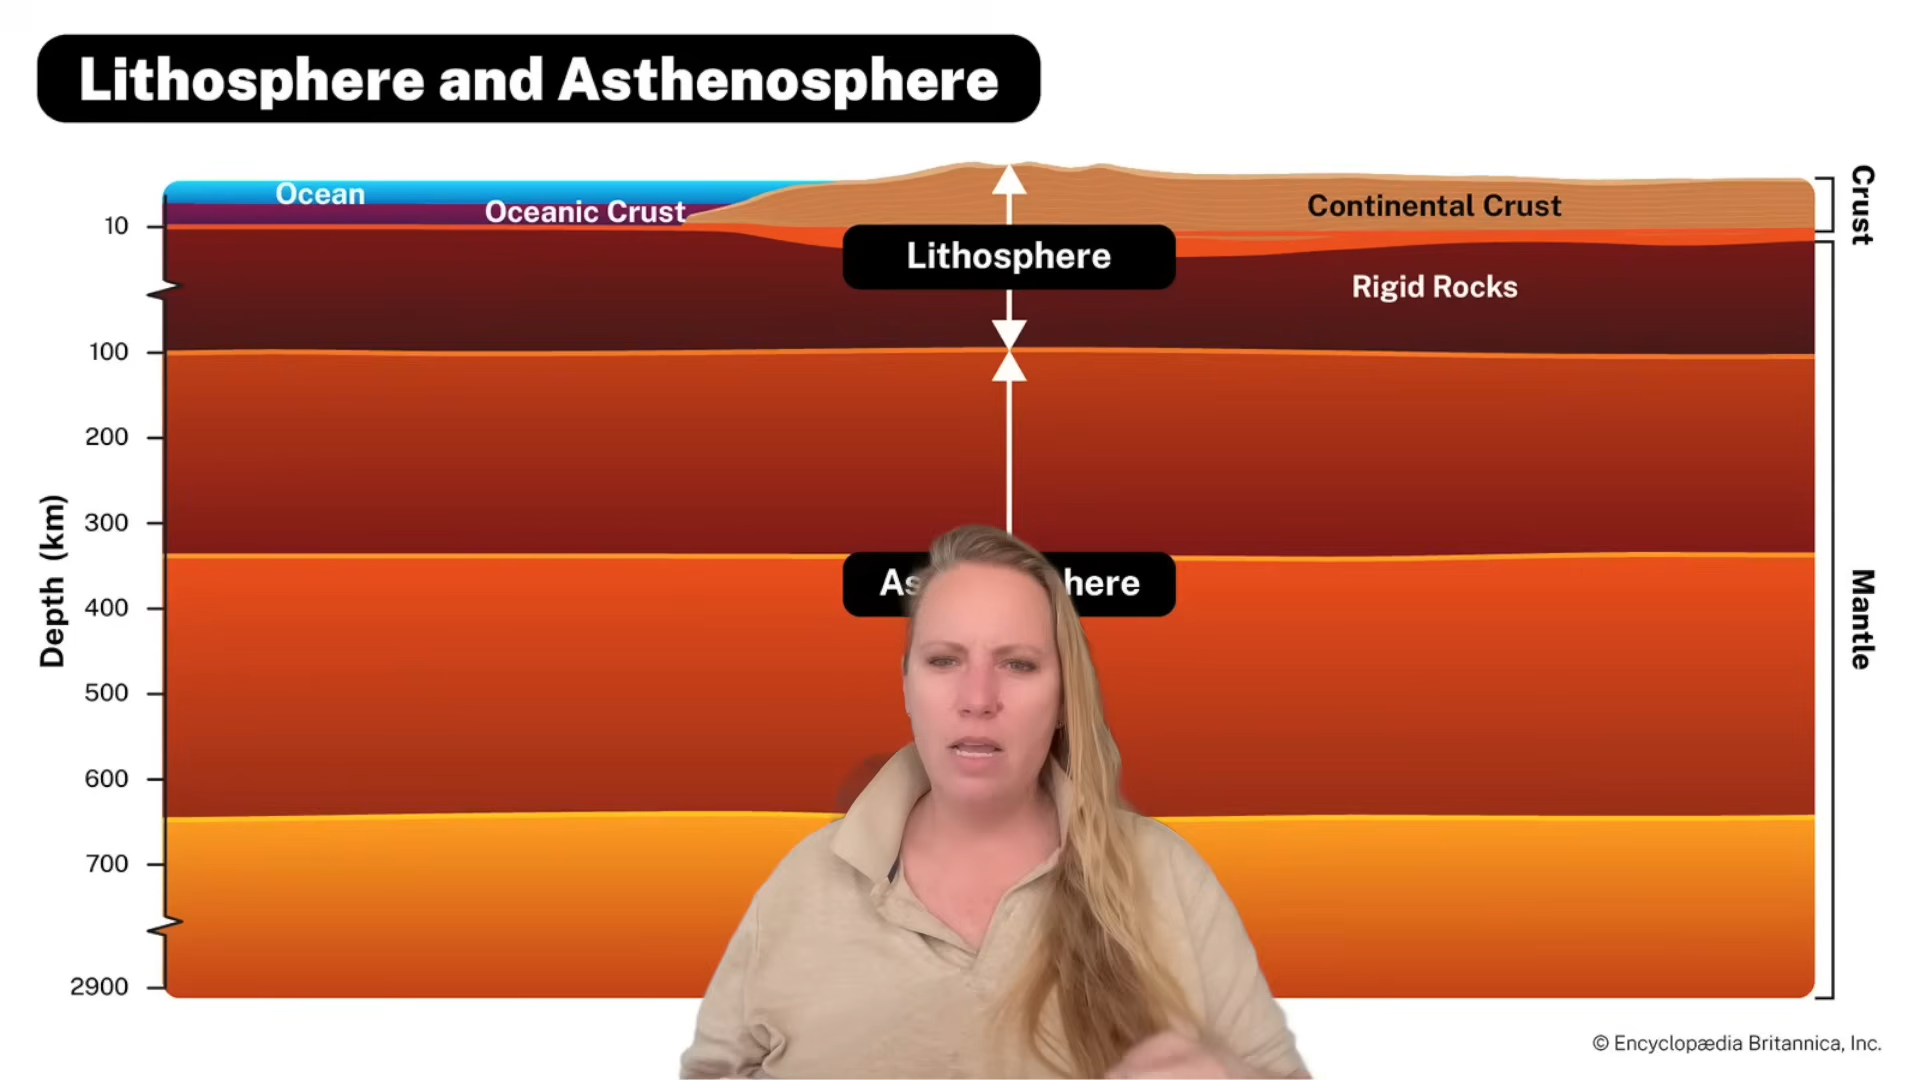 Lithosphere and Asthenosphere
Ocean
Oceanic Crust
Continental Crust
Crust
10
Lithosphere
Rigid Rocks
100
200
300
Depth (km)
400
500
600
700
2900
Mantle
© Encyclopædia Britannica, Inc.